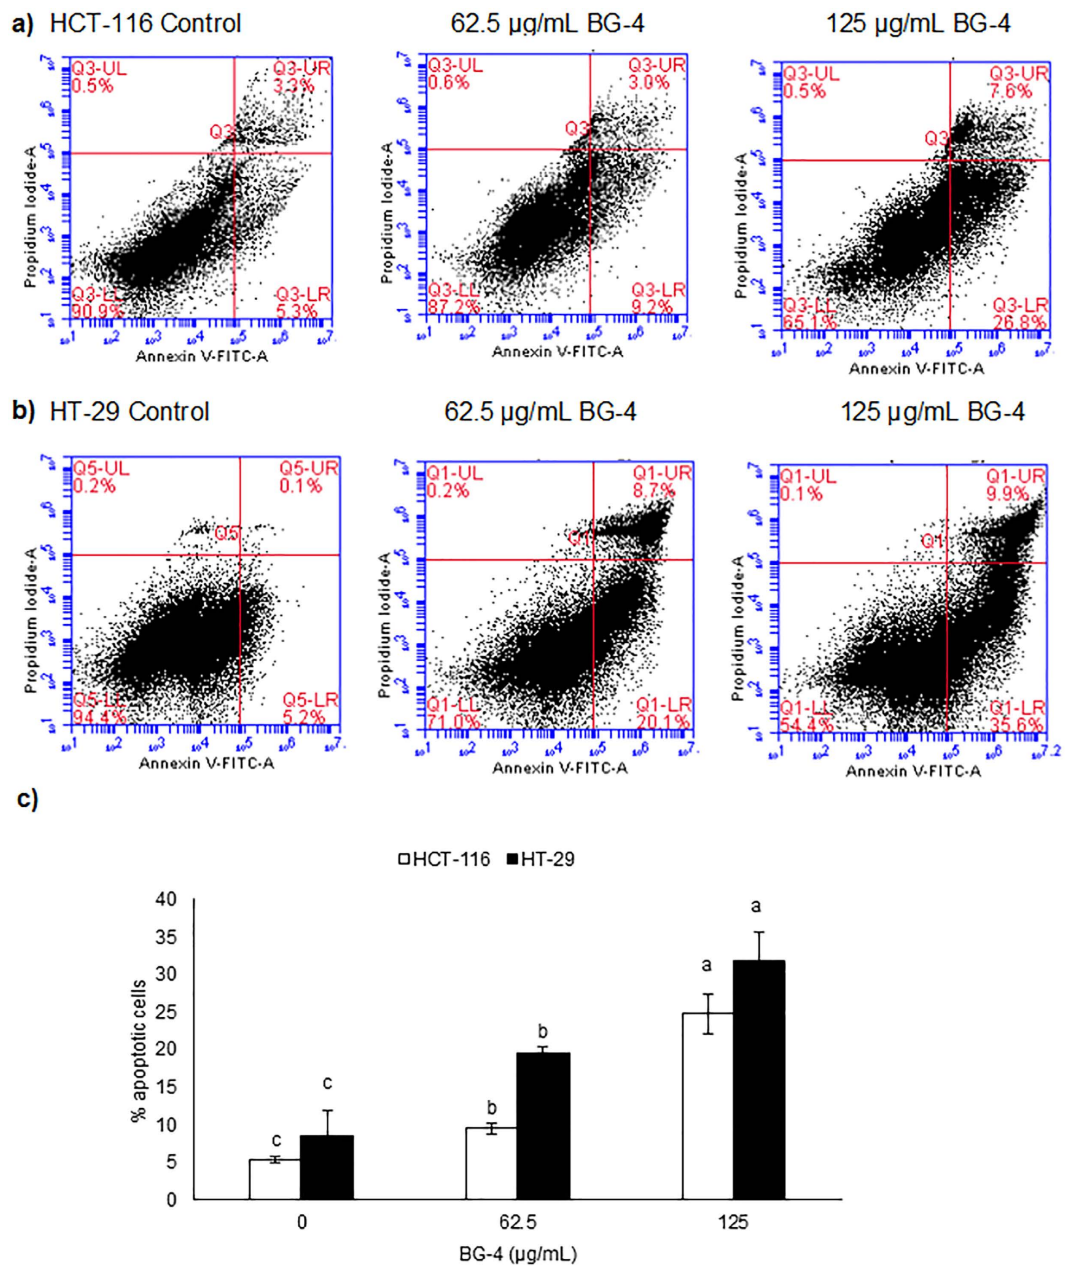 a) HCT-116 Control 62.5 µg/mL BG-4 125 µg/mL BG-4
Q3-UL Q3-UR Q3-UL Q3-UR Q3-UL Q3-UR
0.5% 3.3% 0.6% 3.0% 0.5% 7.6%
Q3 Q3 Q3
Q3-LL Q3-LR Q3-LL Q3-LR Q3-LL Q3-LR
90.9% 5.3% 87.2% 9.2% 65.1% 26.8%
Propidium Iodide-A Propidium Iodide-A Propidium Iodide-A
Annexin V-FITC-A Annexin V-FITC-A Annexin V-FITC-A
b) HT-29 Control 62.5 µg/mL BG-4 125 µg/mL BG-4
Q5-UL Q5-UR Q1-UL Q1-UR Q1-UL Q1-UR
0.2% 0.1% 0.2% 8.7% 0.1% 9.9%
Q5 Q1 Q1
Q5-LL Q5-LR Q1-LL Q1-LR Q1-LL Q1-LR
94.4% 5.2% 71.0% 20.1% 54.4% 35.6%
Propidium Iodide-A Propidium Iodide-A Propidium Iodide-A
Annexin V-FITC-A Annexin V-FITC-A Annexin V-FITC-A
c)
HCT-116 HT-29
% apoptotic cells
40
35
30
25
20
15
10
5
0
c c b b a a
0 62.5 125
BG-4 (µg/mL)